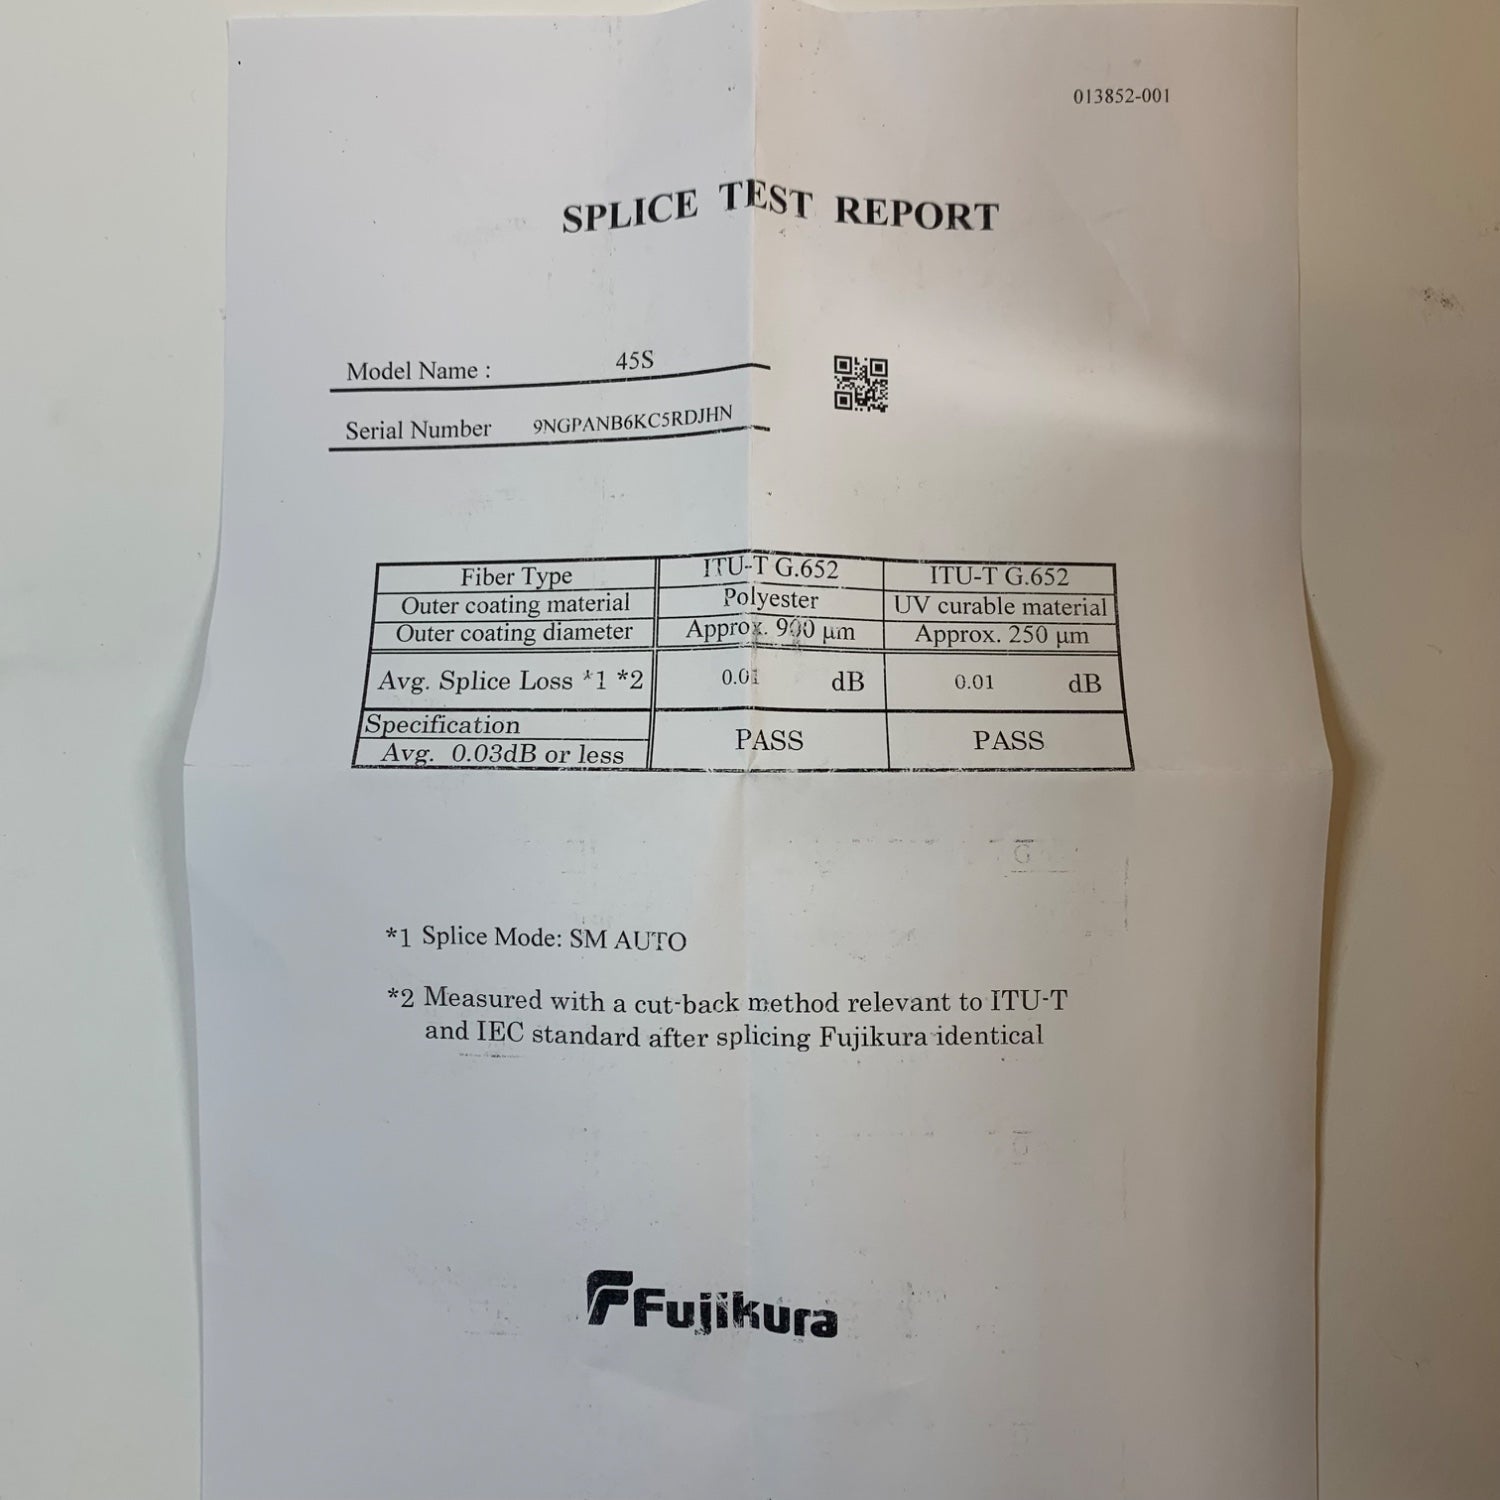 013852-001
SPLICE TEST REPORT
Model Name : 45S
Serial Number 9NGPANB6KC5RDJHN
Fiber Type ITU-T G.652 ITU-T G.652
Outer coating material Polyester UV curable material
Outer coating diameter Approx. 900 μm Approx. 250 μm
Avg. Splice Loss *1 *2 0.01 dB 0.01 dB
Specification
Avg. 0.03dB or less PASS PASS
*1 Splice Mode: SM AUTO
*2 Measured with a cut-back method relevant to ITU-T
and IEC standard after splicing Fujikura identical
Fujikura